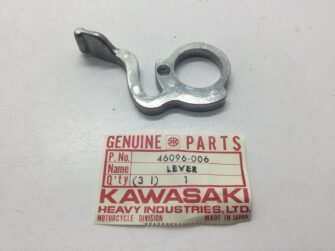 GENUINE PARTS
P. No. 46096-006
Name LEVER
Q'ty (3 1) 1
KAWASAKI
HEAVY INDUSTRIES, LTD.
MOTORCYCLE DIVISION MADE IN JAPAN